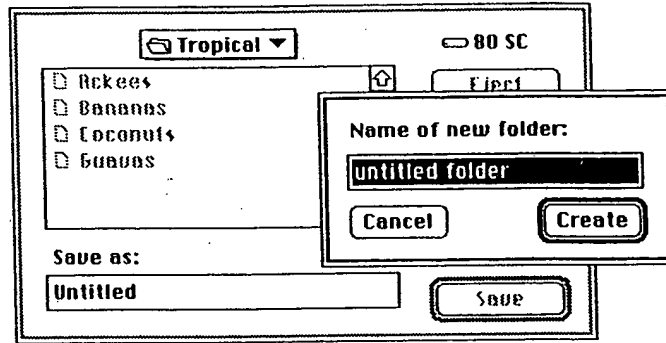 Tropical
80 SC
Ackees
Bananas
Coconuts
Guavas
Eject
Name of new folder:
untitled folder
Cancel
Create
Save as:
Untitled
Save